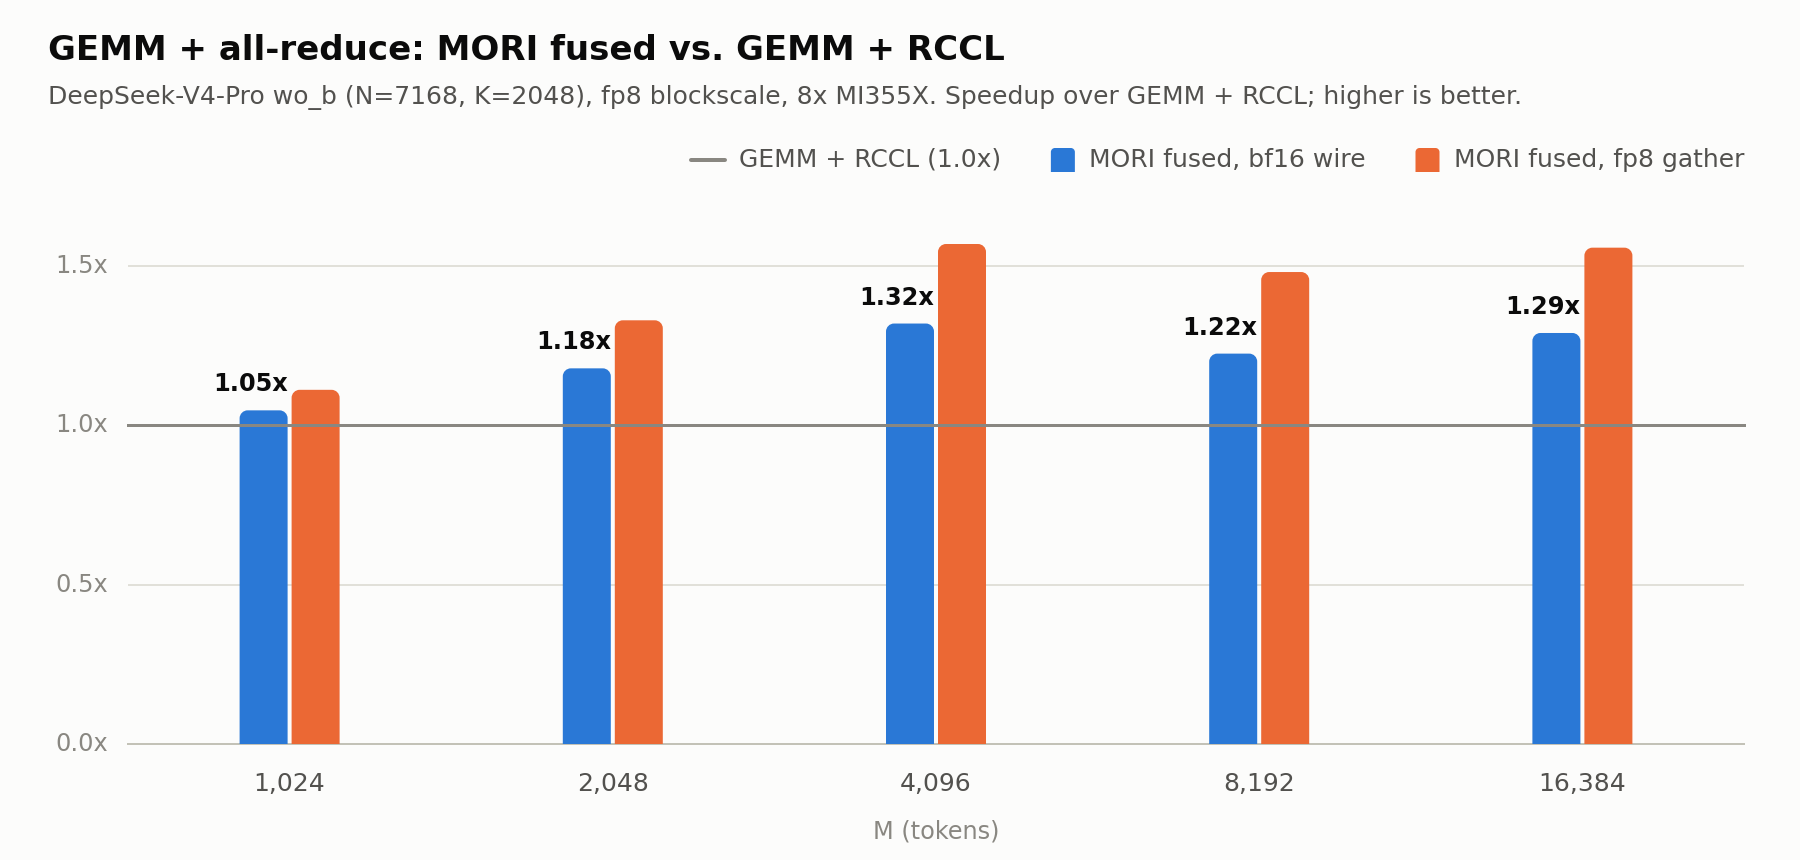 GEMM + all-reduce: MORI fused vs. GEMM + RCCL
DeepSeek-V4-Pro wo_b (N=7168, K=2048), fp8 blockscale, 8x MI355X. Speedup over GEMM + RCCL; higher is better.
GEMM + RCCL (1.0x) MORI fused, bf16 wire MORI fused, fp8 gather
1.5x
1.32x
1.29x
1.22x
1.18x
1.05x
1.0x
0.5x
0.0x
1,024 2,048 4,096 8,192 16,384
M (tokens)